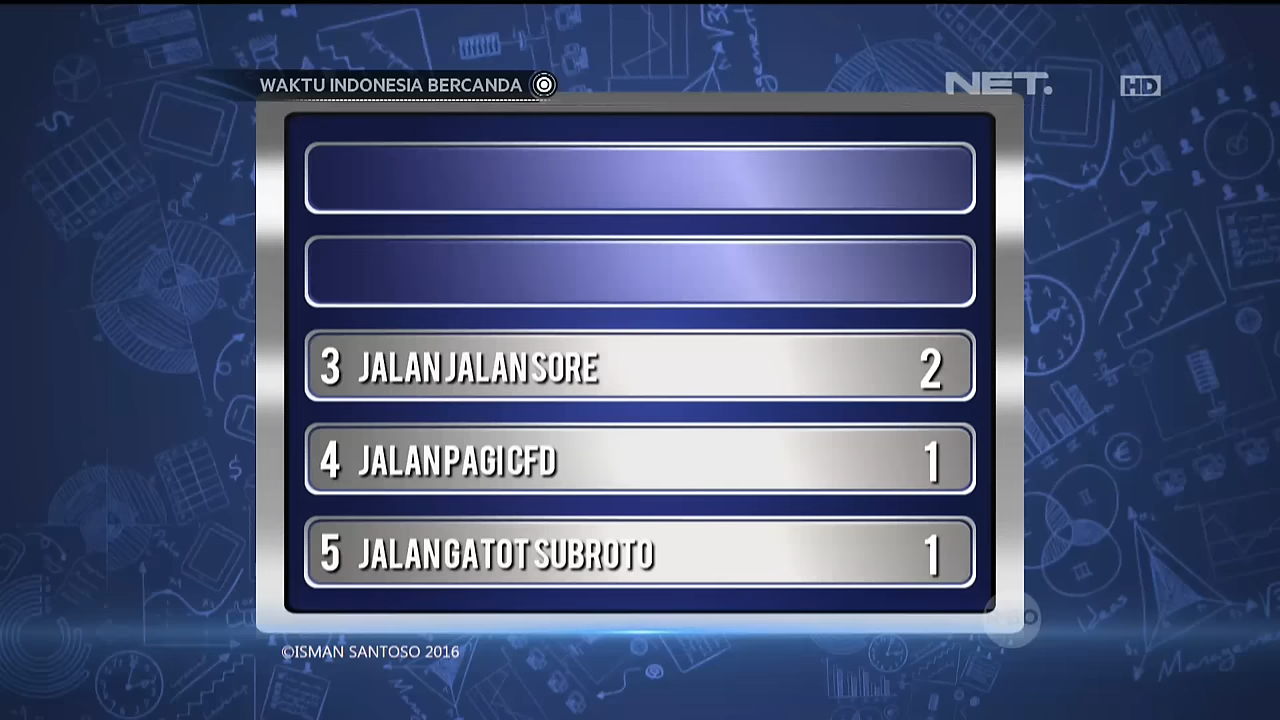 WAKTU INDONESIA BERCANDA
NET.
HD
3 JALAN JALAN SORE 2
4 JALAN PAGI CFD 1
5 JALAN GATOT SUBROTO 1
©ISMAN SANTOSO 2016